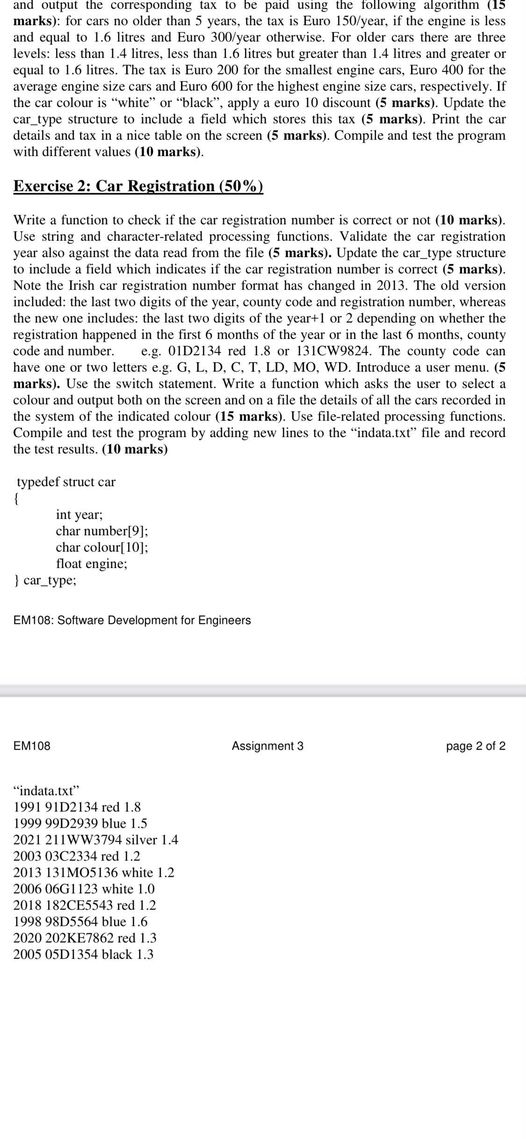 and output the corresponding tax to be paid using the following algorithm (15
marks): for cars no older than 5 years, the tax is Euro 150/year, if the engine is less
and equal to 1.6 litres and Euro 300/year otherwise. For older cars there are three
levels: less than 1.4 litres, less than 1.6 litres but greater than 1.4 litres and greater or
equal to 1.6 litres. The tax is Euro 200 for the smallest engine cars, Euro 400 for the
average engine size cars and Euro 600 for the highest engine size cars, respectively. If
the car colour is “white” or “black”, apply a euro 10 discount (5 marks). Update the
car_type structure to include a field which stores this tax (5 marks). Print the car
details and tax in a nice table on the screen (5 marks). Compile and test the program
with different values (10 marks).
Exercise 2: Car Registration (50%)
Write a function to check if the car registration number is correct or not (10 marks).
Use string and character-related processing functions. Validate the car registration
year also against the data read from the file (5 marks). Update the car_type structure
to include a field which indicates if the car registration number is correct (5 marks).
Note the Irish car registration number format has changed in 2013. The old version
included: the last two digits of the year, county code and registration number, whereas
the new one includes: the last two digits of the year+1 or 2 depending on whether the
registration happened in the first 6 months of the year or in the last 6 months, county
code and number. e.g. 01D2134 red 1.8 or 131CW9824. The county code can
have one or two letters e.g. G, L, D, C, T, LD, MO, WD. Introduce a user menu. (5
marks). Use the switch statement. Write a function which asks the user to select a
colour and output both on the screen and on a file the details of all the cars recorded in
the system of the indicated colour (15 marks). Use file-related processing functions.
Compile and test the program by adding new lines to the “indata.txt” file and record
the test results. (10 marks)
typedef struct car
{
int year;
char number[9];
char colour[10];
float engine;
} car_type;
EM108: Software Development for Engineers
EM108 Assignment 3 page 2 of 2
“indata.txt”
1991 91D2134 red 1.8
1999 99D2939 blue 1.5
2021 211WW3794 silver 1.4
2003 03C2334 red 1.2
2013 131MO5136 white 1.2
2006 06G1123 white 1.0
2018 182CE5543 red 1.2
1998 98D5564 blue 1.6
2020 202KE7862 red 1.3
2005 05D1354 black 1.3